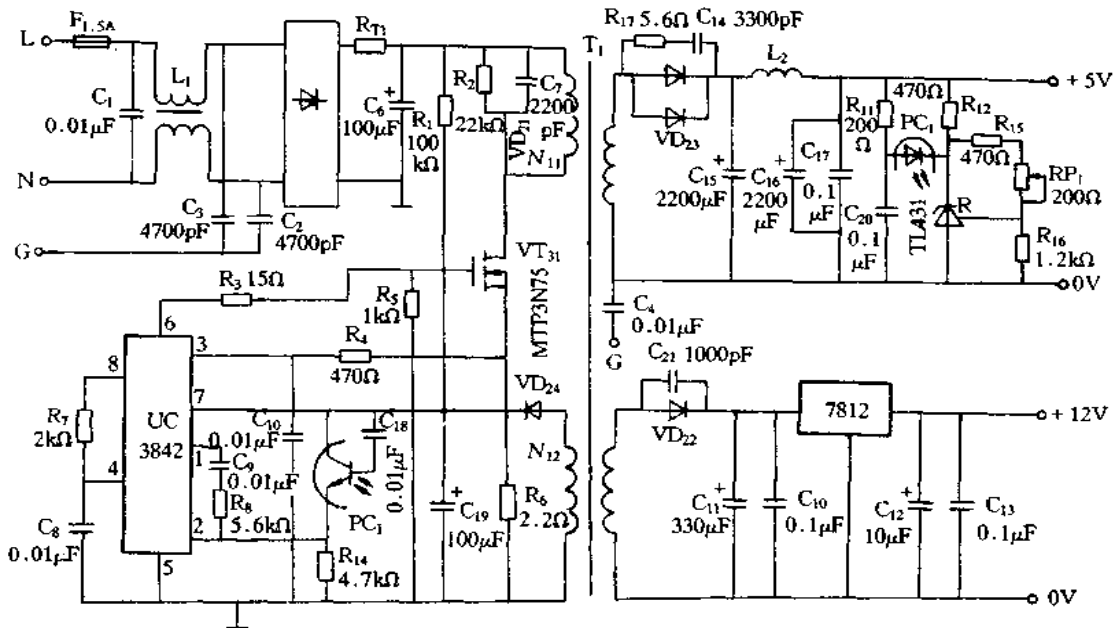 F1.5A
L
L1
C1
0.01μF
N
C3
4700pF
C2
4700pF
G
RT1
C6
100μF
R1
100
kΩ
R2
22kΩ
C7
2200
pF
VD21
N11
T1
R17 5.6Ω
C14 3300pF
VD23
L2
C15
2200μF
C16
2200
μF
C17
0.1
μF
R11
200
Ω
C20
0.1
μF
470Ω
PC1
R12
R15
470Ω
RP1
200Ω
R
TLA31
R16
1.2kΩ
+5V
0V
C4
0.01μF
G
R3 15Ω
R5
1kΩ
VT31
MTP3N75
R4
470Ω
VD24
6
8
3
7
4
1
2
5
UC
3842
R7
2kΩ
C8
0.01μF
C9
0.01μF
R8
5.6kΩ
C10
0.01μF
C18
0.01μF
PC1
R14
4.7kΩ
C19
100μF
R6
2.2Ω
N12
C21 1000pF
VD22
7812
C11
330μF
C10
0.1μF
C12
10μF
C13
0.1μF
+12V
0V